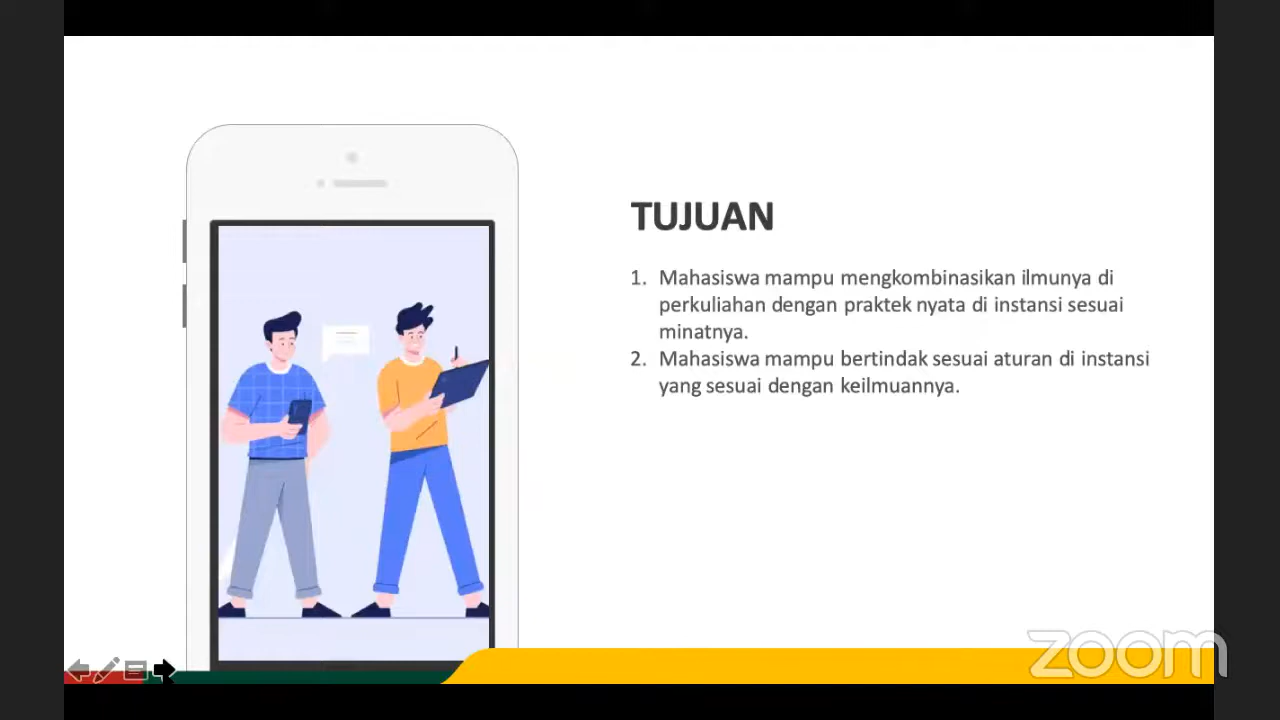 TUJUAN
1. Mahasiswa mampu mengkombinasikan ilmunya di
perkuliahan dengan praktek nyata di instansi sesuai
minatnya.
2. Mahasiswa mampu bertindak sesuai aturan di instansi
yang sesuai dengan keilmuannya.
zoom